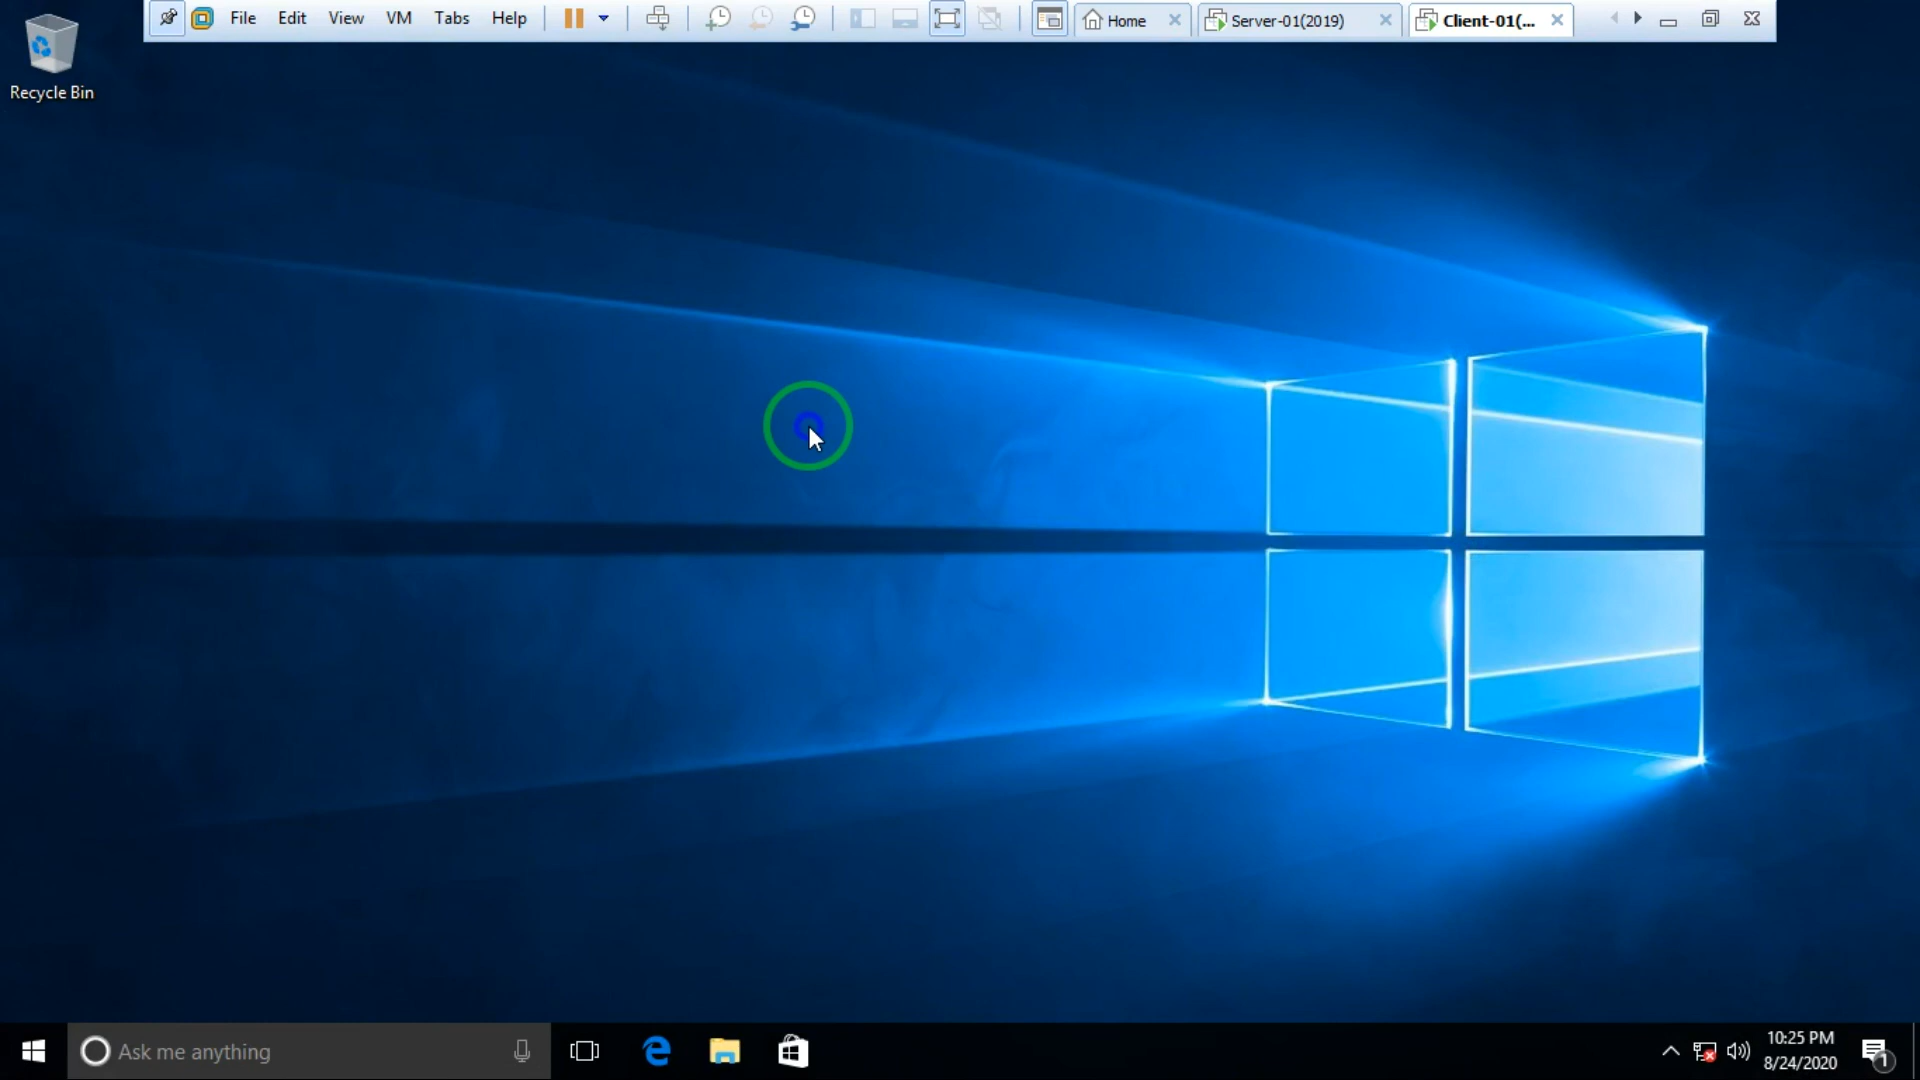 File Edit View VM Tabs Help Home Server-01(2019) Client-01(...
Recycle Bin
Ask me anything
10:25 PM
8/24/2020
1